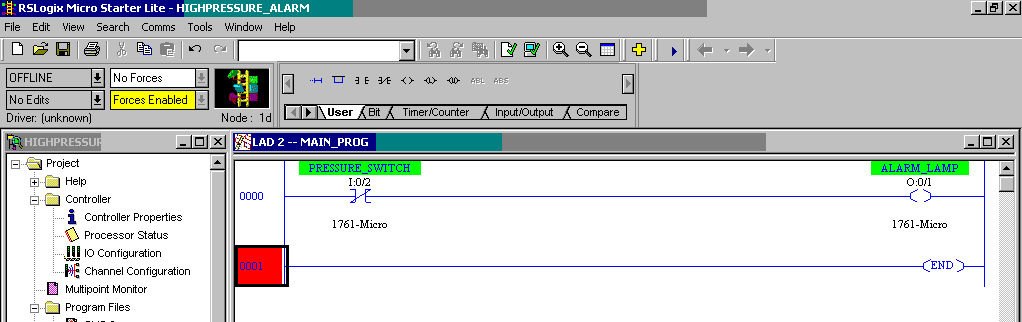 RSLogix Micro Starter Lite - HIGHPRESSURE_ALARM
File Edit View Search Comms Tools Window Help
OFFLINE No Forces
No Edits Forces Enabled
Driver: (unknown) Node : 1d
ABL ABS
User Bit Timer/Counter Input/Output Compare
HIGHPRESSUR
Project
Help
Controller
Controller Properties
Processor Status
IO Configuration
Channel Configuration
Multipoint Monitor
Program Files
LAD 2 -- MAIN_PROG
PRESSURE_SWITCH ALARM_LAMP
I:0/2 O:0/1
0000
1761-Micro 1761-Micro
0001 END